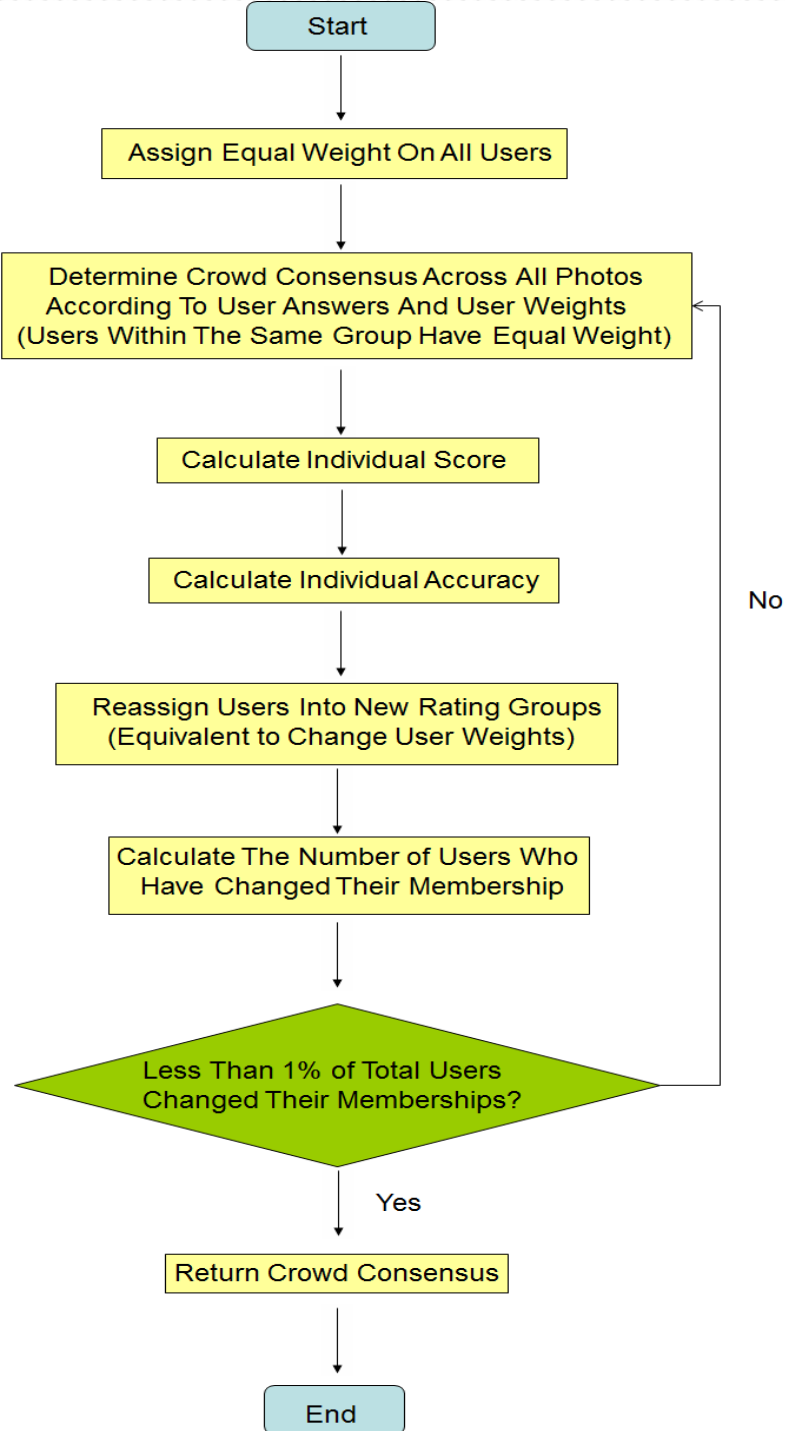 Start
Assign Equal Weight On All Users
Determine Crowd Consensus Across All Photos
According To User Answers And User Weights
(Users Within The Same Group Have Equal Weight)
Calculate Individual Score
Calculate Individual Accuracy
No
Reassign Users Into New Rating Groups
(Equivalent to Change User Weights)
Calculate The Number of Users Who
Have Changed Their Membership
Less Than 1% of Total Users
Changed Their Memberships?
Yes
Return Crowd Consensus
End